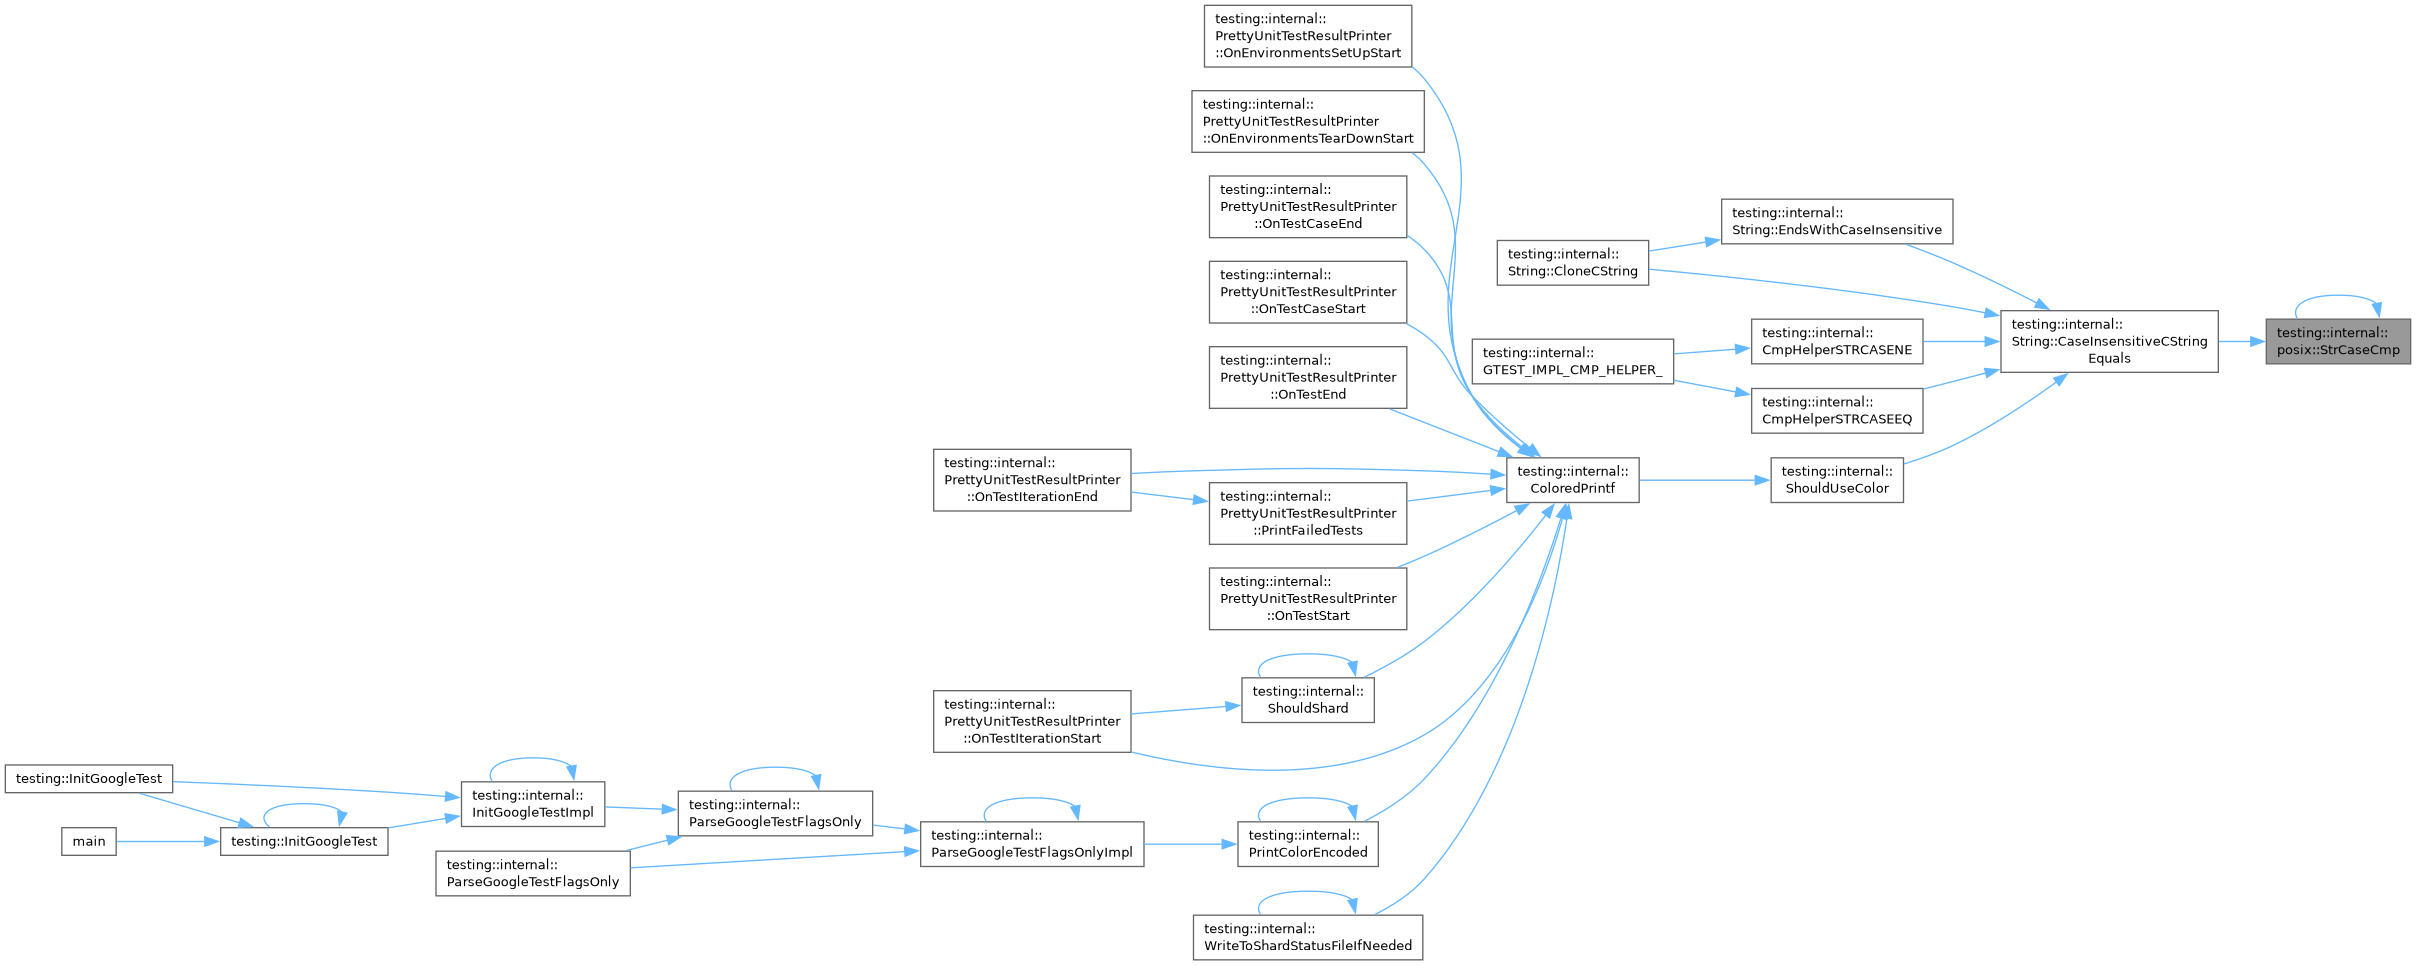 testing::internal::
PrettyUnitTestResultPrinter
::OnEnvironmentsSetUpStart
testing::internal::
PrettyUnitTestResultPrinter
::OnEnvironmentsTearDownStart
testing::internal::
PrettyUnitTestResultPrinter
::OnTestCaseEnd
testing::internal::
PrettyUnitTestResultPrinter
::OnTestCaseStart
testing::internal::
PrettyUnitTestResultPrinter
::OnTestEnd
testing::internal::
PrettyUnitTestResultPrinter
::OnTestIterationEnd
testing::internal::
PrettyUnitTestResultPrinter
::PrintFailedTests
testing::internal::
PrettyUnitTestResultPrinter
::OnTestStart
testing::internal::
ShouldShard
testing::internal::
PrettyUnitTestResultPrinter
::OnTestIterationStart
testing::internal::
PrintColorEncoded
testing::internal::
WriteToShardStatusFileIfNeeded
testing::internal::
ParseGoogleTestFlagsOnlyImpl
testing::internal::
ParseGoogleTestFlagsOnly
testing::internal::
ParseGoogleTestFlagsOnly
testing::internal::
InitGoogleTestImpl
testing::InitGoogleTest
testing::InitGoogleTest
main
testing::internal::
ColoredPrintf
testing::internal::
ShouldUseColor
testing::internal::
String::EndsWithCaseInsensitive
testing::internal::
String::CloneCString
testing::internal::
CmpHelperSTRCASENE
testing::internal::
GTEST_IMPL_CMP_HELPER_
testing::internal::
CmpHelperSTRCASEEQ
testing::internal::
String::CaseInsensitiveCString
Equals
testing::internal::
posix::StrCaseCmp